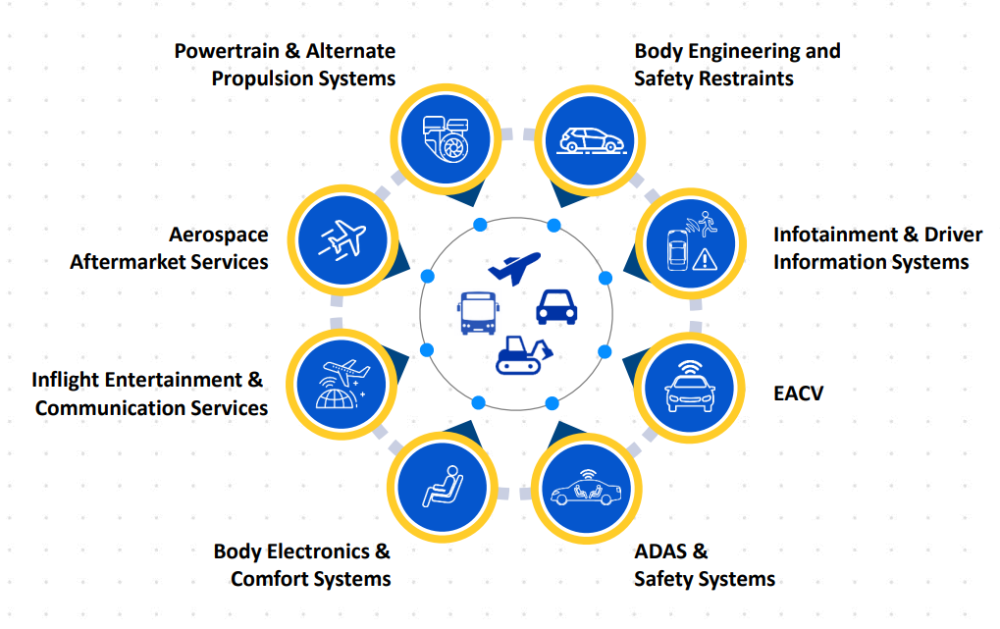 Powertrain & Alternate
Propulsion Systems
Body Engineering and
Safety Restraints
Aerospace
Aftermarket Services
Infotainment & Driver
Information Systems
Inflight Entertainment &
Communication Services
EACV
Body Electronics &
Comfort Systems
ADAS &
Safety Systems